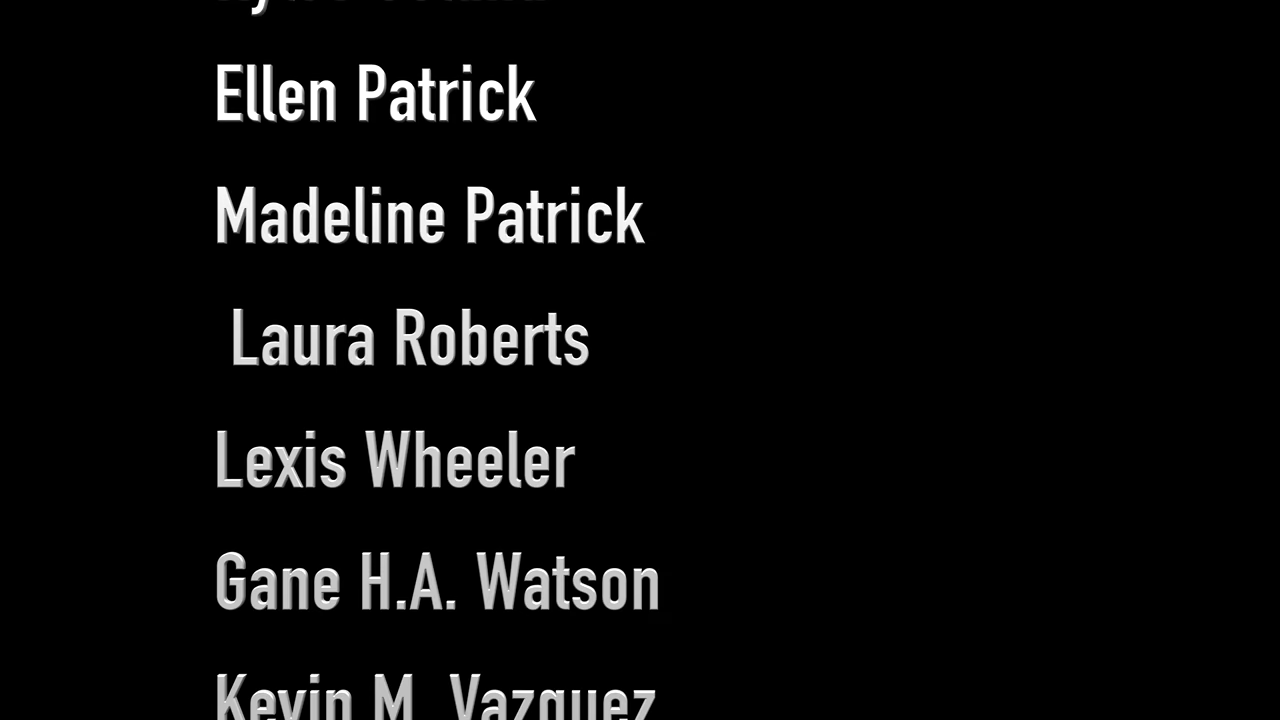 Ellen Patrick
Madeline Patrick
Laura Roberts
Lexis Wheeler
Gane H.A. Watson
Kevin M. Vazquez